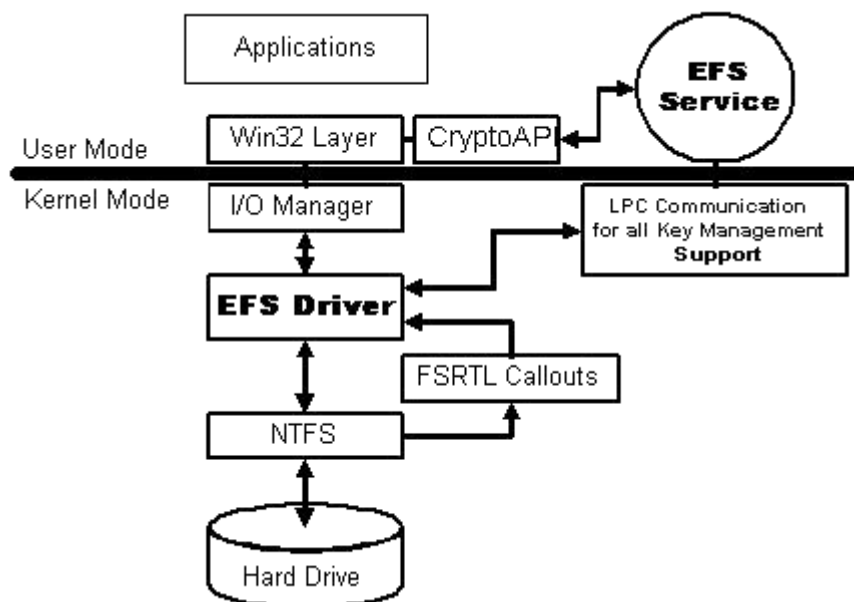 Applications
EFS
Service
Win32 Layer
CryptoAPI
User Mode
Kernel Mode
I/O Manager
LPC Communication
for all Key Management
Support
EFS Driver
FSRTL Callouts
NTFS
Hard Drive